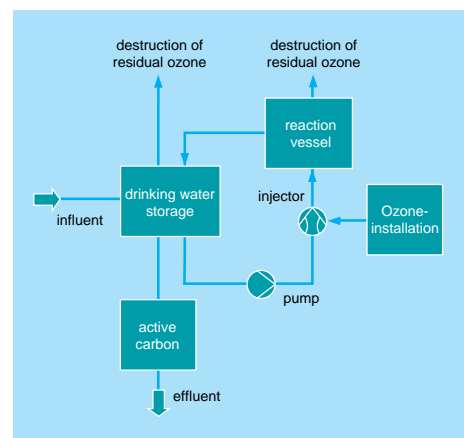 destruction of
residual ozone
destruction of
residual ozone
reaction
vessel
drinking water
storage
injector
Ozone-
installation
influent
pump
active
carbon
effluent